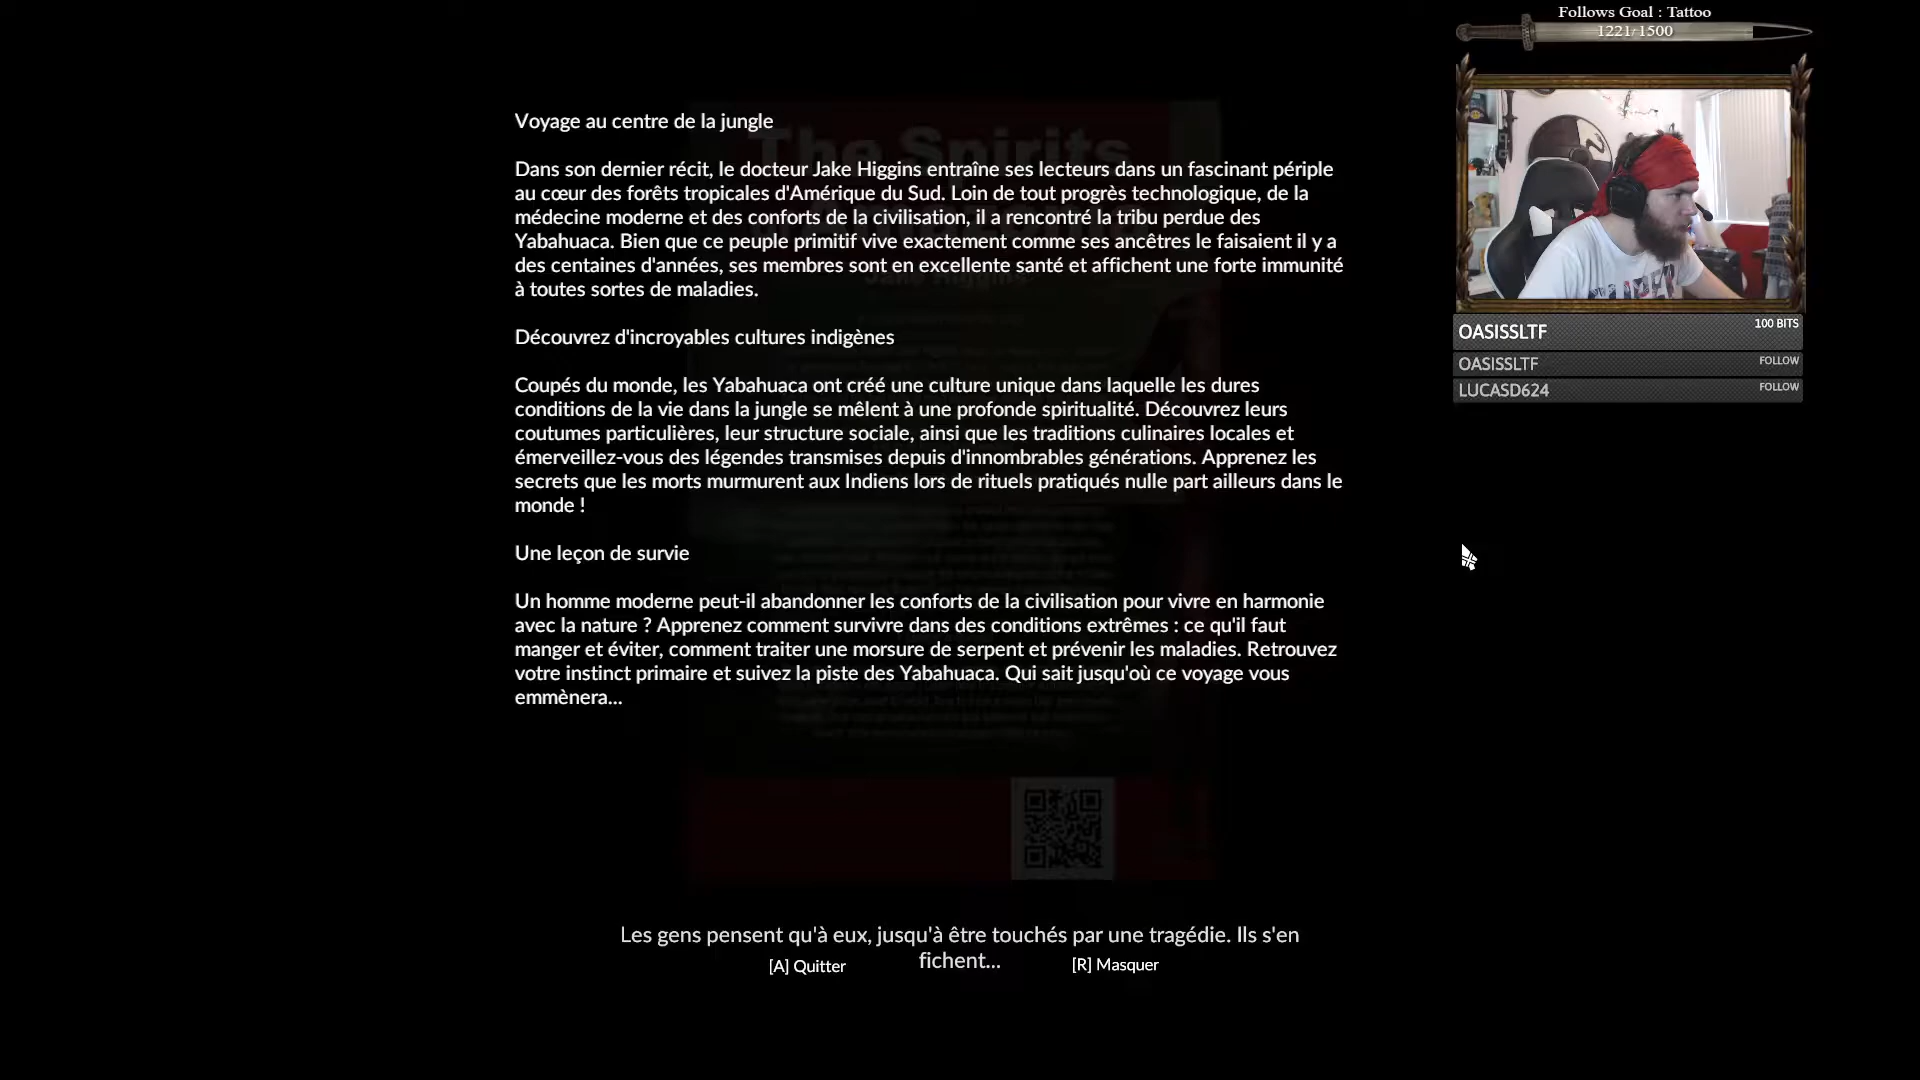 Follows Goal : Tattoo
1221/1500
Voyage au centre de la jungle
The Spirits
Dans son dernier récit, le docteur Jake Higgins entraîne ses lecteurs dans un fascinant périple
au cœur des forêts tropicales d'Amérique du Sud. Loin de tout progrès technologique, de la
médecine moderne et des conforts de la civilisation, il a rencontré la tribu perdue des
Yabahuaca. Bien que ce peuple primitif vive exactement comme ses ancêtres le faisaient il y a
des centaines d'années, ses membres sont en excellente santé et affichent une forte immunité
à toutes sortes de maladies.
Découvrez d'incroyables cultures indigènes
Coupés du monde, les Yabahuaca ont créé une culture unique dans laquelle les dures
conditions de la vie dans la jungle se mêlent à une profonde spiritualité. Découvrez leurs
coutumes particulières, leur structure sociale, ainsi que les traditions culinaires locales et
émerveillez-vous des légendes transmises depuis d'innombrables générations. Apprenez les
secrets que les morts murmurent aux Indiens lors de rituels pratiqués nulle part ailleurs dans le
monde !
Une leçon de survie
Un homme moderne peut-il abandonner les conforts de la civilisation pour vivre en harmonie
avec la nature ? Apprenez comment survivre dans des conditions extrêmes : ce qu'il faut
manger et éviter, comment traiter une morsure de serpent et prévenir les maladies. Retrouvez
votre instinct primaire et suivez la piste des Yabahuaca. Qui sait jusqu'où ce voyage vous
emmènera...
Les gens pensent qu'à eux, jusqu'à être touchés par une tragédie. Ils s'en
fichent...
[A] Quitter
[R] Masquer
OASISSLTF 100 BITS
OASISSLTF FOLLOW
LUCASD624 FOLLOW